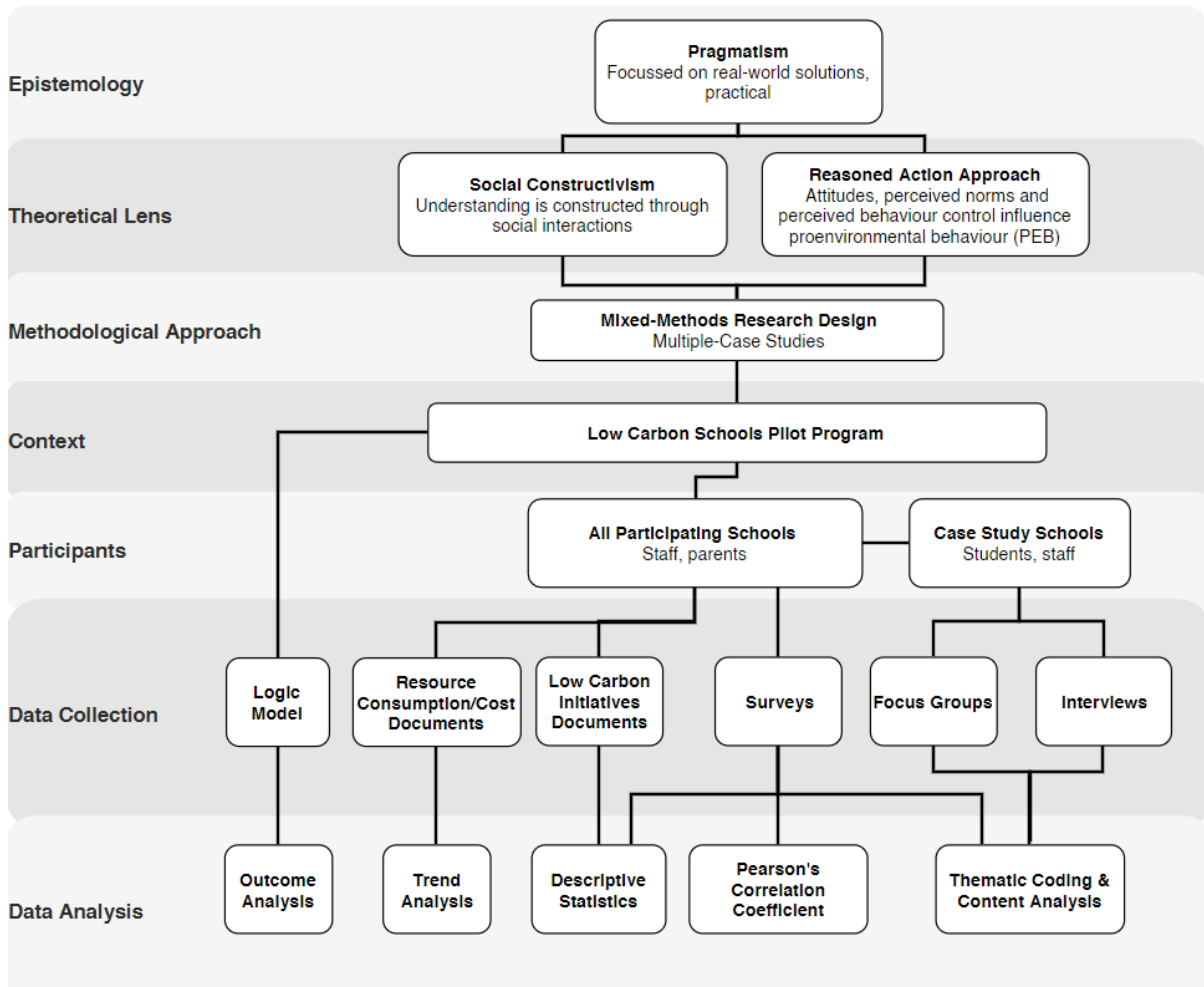 Epistemology
Pragmatism
Focussed on real-world solutions,
practical
Theoretical Lens
Social Constructivism
Understanding is constructed through
social interactions
Reasoned Action Approach
Attitudes, perceived norms and
perceived behaviour control influence
proenvironmental behaviour (PEB)
Methodological Approach
Mixed-Methods Research Design
Multiple-Case Studies
Context
Low Carbon Schools Pilot Program
Participants
All Participating Schools
Staff, parents
Case Study Schools
Students, staff
Data Collection
Logic
Model
Resource
Consumption/Cost
Documents
Low Carbon
Initiatives
Documents
Surveys
Focus Groups
Interviews
Data Analysis
Outcome
Analysis
Trend
Analysis
Descriptive
Statistics
Pearson's
Correlation
Coefficient
Thematic Coding &
Content Analysis